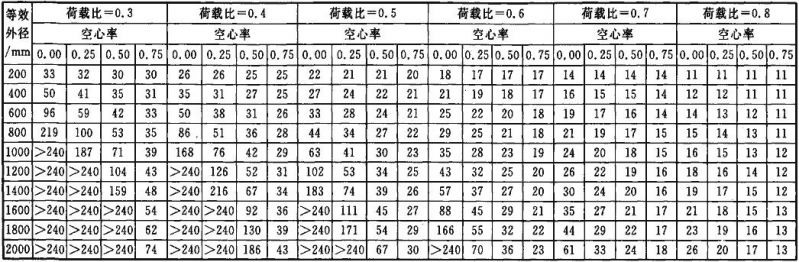 等效外径/mm 荷载比=0.3 荷载比=0.4 荷载比=0.5 荷载比=0.6 荷载比=0.7 荷载比=0.8
空心率 空心率 空心率 空心率 空心率 空心率
0.00 0.25 0.50 0.75 0.00 0.25 0.50 0.75 0.00 0.25 0.50 0.75 0.00 0.25 0.50 0.75 0.00 0.25 0.50 0.75 0.00 0.25 0.50 0.75
200 33 32 30 30 26 26 25 25 22 21 21 20 18 17 17 17 14 14 14 14 11 11 11 11
400 50 41 35 31 35 31 27 25 27 24 22 21 21 19 18 17 16 15 15 14 12 12 11 11
600 96 59 42 33 50 38 31 26 33 28 24 21 25 22 20 18 19 17 16 14 14 13 12 11
800 219 100 53 35 86 51 36 28 44 34 27 22 29 25 21 18 21 19 17 15 15 14 13 11
1000 >240 187 71 39 168 76 42 29 63 41 30 23 35 28 23 19 24 20 18 15 16 15 13 12
1200 >240 >240 104 43 >240 126 52 31 102 53 34 25 43 32 25 20 26 22 19 16 18 16 14 12
1400 >240 >240 159 48 >240 216 67 34 183 74 39 26 57 37 27 20 30 24 20 16 19 17 15 12
1600 >240 >240 >240 54 >240 >240 92 36 >240 111 45 27 88 45 29 21 35 27 21 17 21 18 15 13
1800 >240 >240 >240 62 >240 >240 130 39 >240 171 54 29 166 55 32 22 44 29 22 17 23 19 16 13
2000 >240 >240 >240 74 >240 >240 186 43 >240 >240 67 30 >240 70 36 23 61 33 24 18 26 20 17 13